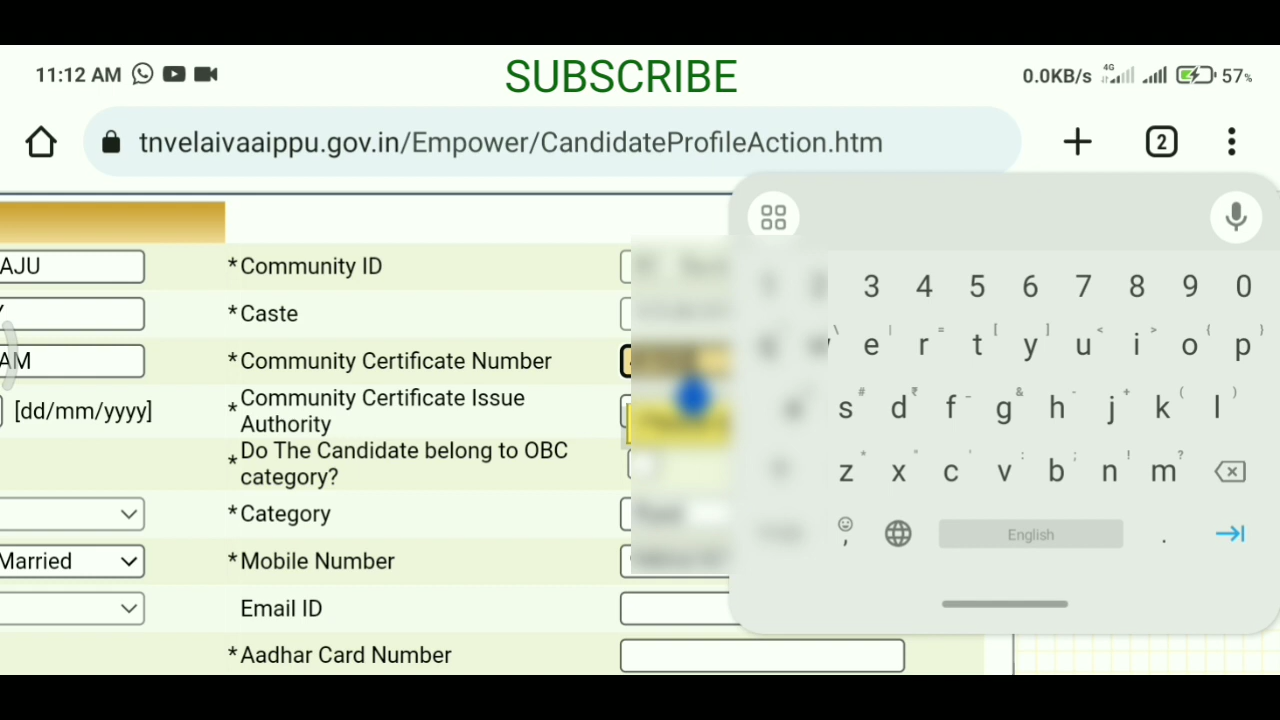 SUBSCRIBE
11:12 AM
0.0KB/s 4G 57%
tnvelaivaaippu.gov.in/Empower/CandidateProfileAction.htm
2
AJU
*Community ID
*Caste
AM
*Community Certificate Number
[dd/mm/yyyy]
*Community Certificate Issue
Authority
*Do The Candidate belong to OBC
category?
*Category
Married
*Mobile Number
Email ID
*Aadhar Card Number
3 4 5 6 7 8 9 0
\ | = [ ] < > { }
e r t y u i o p
# ₹ _ & - + ( )
s d f g h j k l
* " ' : ; ! ?
z x c v b n m
, English .